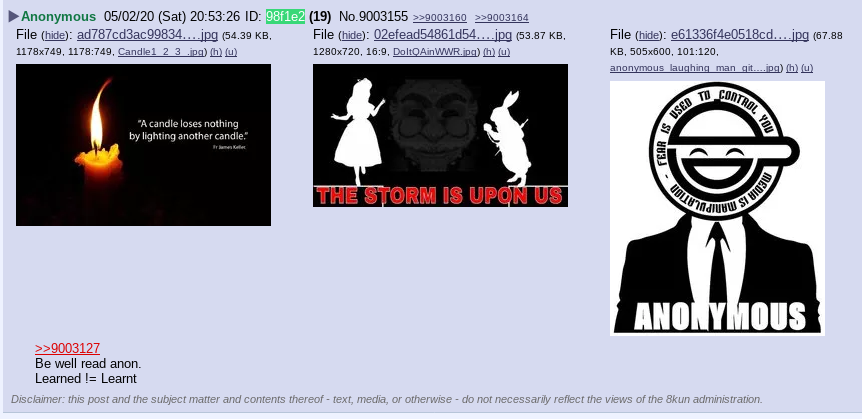 ▶Anonymous 05/02/20 (Sat) 20:53:26 ID: 98f1e2 (19) No.9003155 >>9003160 >>9003164
File (hide): ad787cd3ac99834….jpg (54.39 KB,
1178x749, 1178:749, Candle1_2_3_.jpg) (h) (u)
"A candle loses nothing
by lighting another candle."
Fr James Keller
File (hide): 02efead54861d54….jpg (53.87 KB,
1280x720, 16:9, DoItQAinWWR.jpg) (h) (u)
THE STORM IS UPON US
File (hide): e61336f4e0518cd….jpg (67.88
KB, 505x600, 101:120,
anonymous_laughing_man_git….jpg) (h) (u)
FEAR IS USED TO CONTROL YOU - MEDIA IS MANIPULATION -
ANONYMOUS
>>9003127
Be well read anon.
Learned != Learnt
Disclaimer: this post and the subject matter and contents thereof - text, media, or otherwise - do not necessarily reflect the views of the 8kun administration.